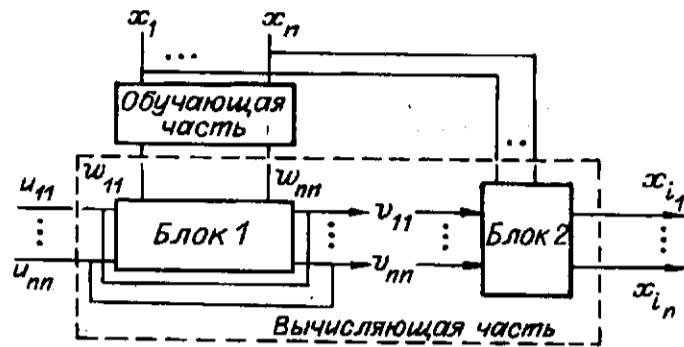 x₁ ... xₙ
Обучающая
часть
w₁₁ wₙₙ
u₁₁
Блок 1
v₁₁
Блок 2
xᵢ₁
uₙₙ
vₙₙ
xᵢₙ
Вычисляющая часть